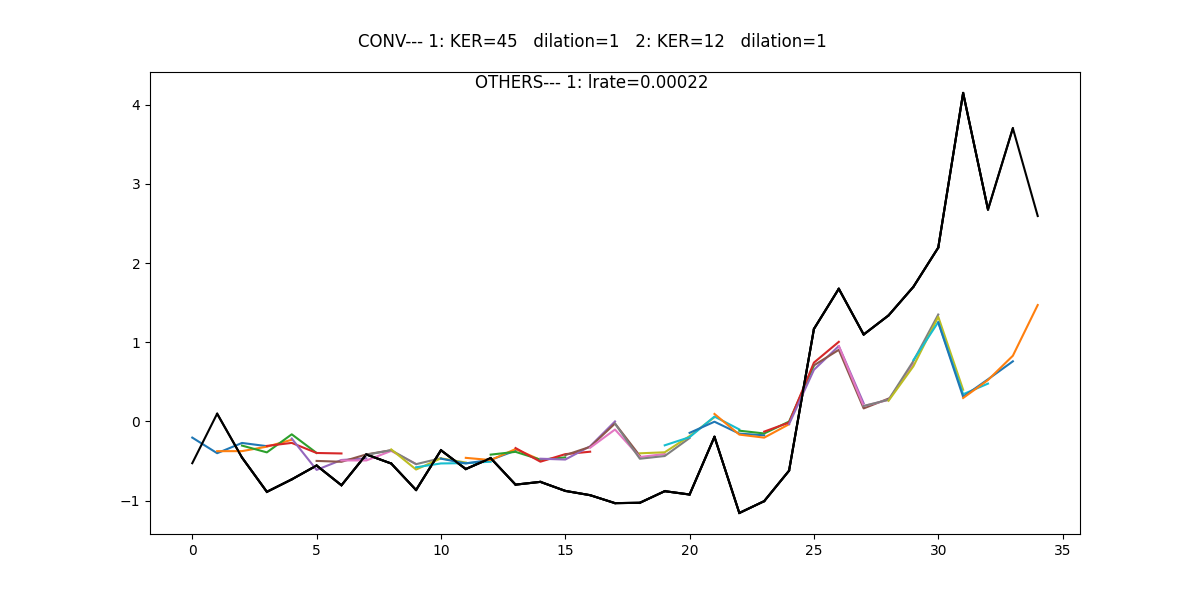 CONV--- 1: KER=45   dilation=1   2: KER=12   dilation=1
OTHERS--- 1: lrate=0.00022
4
3
2
1
0
−1
0 5 10 15 20 25 30 35